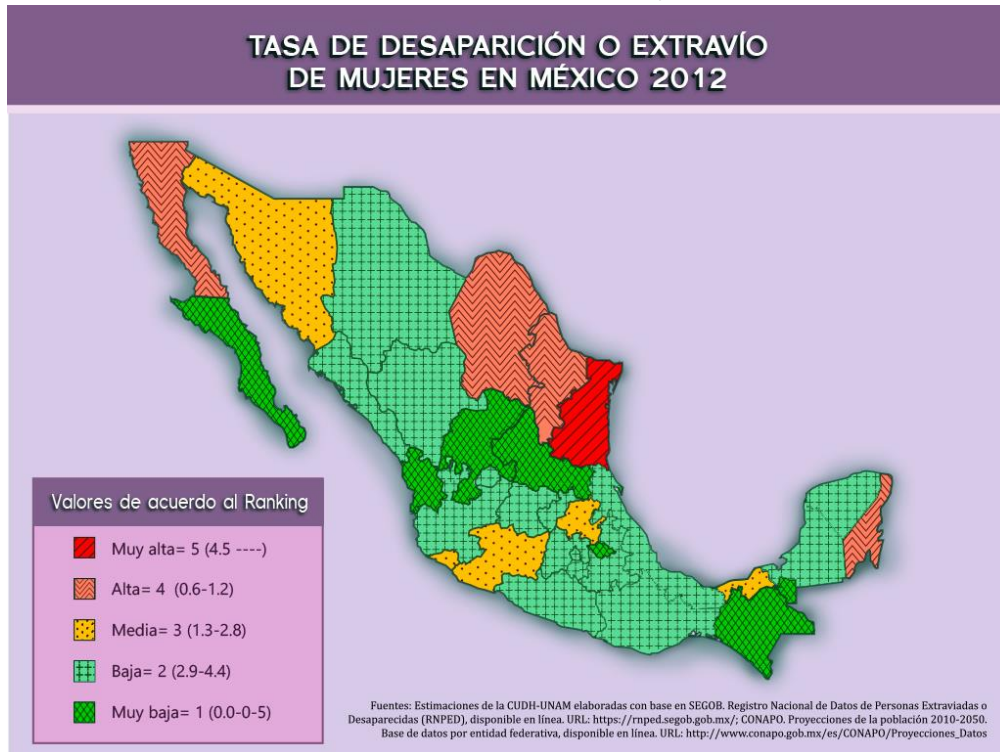 TASA DE DESAPARICIÓN O EXTRAVÍO
DE MUJERES EN MÉXICO 2012
Valores de acuerdo al Ranking
Muy alta= 5 (4.5 ----)
Alta= 4 (0.6-1.2)
Media= 3 (1.3-2.8)
Baja= 2 (2.9-4.4)
Muy baja= 1 (0.0-0-5)
Fuentes: Estimaciones de la CUDH-UNAM elaboradas con base en SEGOB. Registro Nacional de Datos de Personas Extraviadas o
Desaparecidas (RNPED), disponible en línea. URL: https://rnped.segob.gob.mx/; CONAPO. Proyecciones de la población 2010-2050.
Base de datos por entidad federativa, disponible en línea. URL: http://www.conapo.gob.mx/es/CONAPO/Proyecciones_Datos